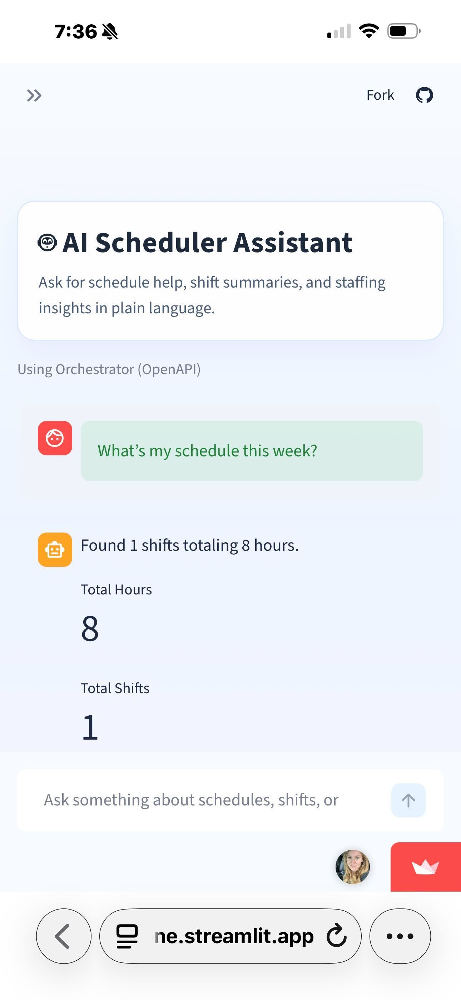 7:36
Fork
AI Scheduler Assistant
Ask for schedule help, shift summaries, and staffing
insights in plain language.
Using Orchestrator (OpenAPI)
What’s my schedule this week?
Found 1 shifts totaling 8 hours.
Total Hours
8
Total Shifts
1
Ask something about schedules, shifts, or
ne.streamlit.app